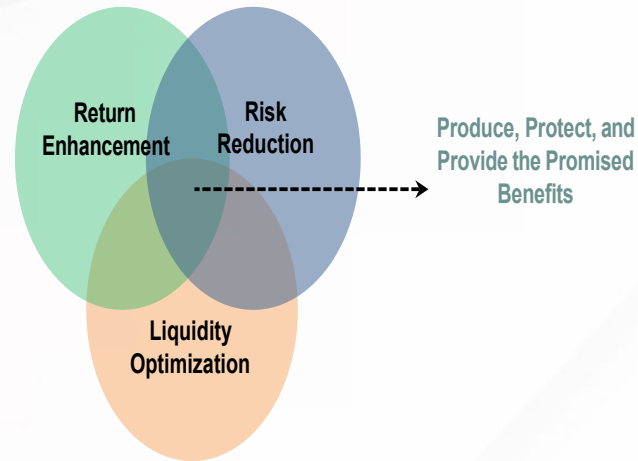 Return
Enhancement
Risk
Reduction
Produce, Protect, and
Provide the Promised
Benefits
Liquidity
Optimization